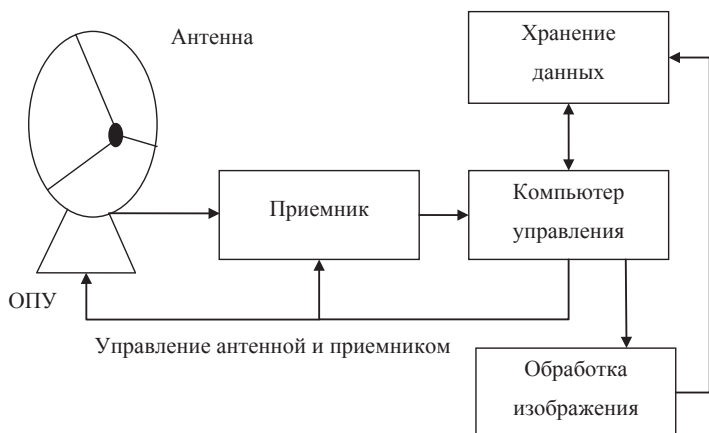 Антенна
Хранение
данных
Приемник
Компьютер
управления
ОПУ
Управление антенной и приемником
Обработка
изображения